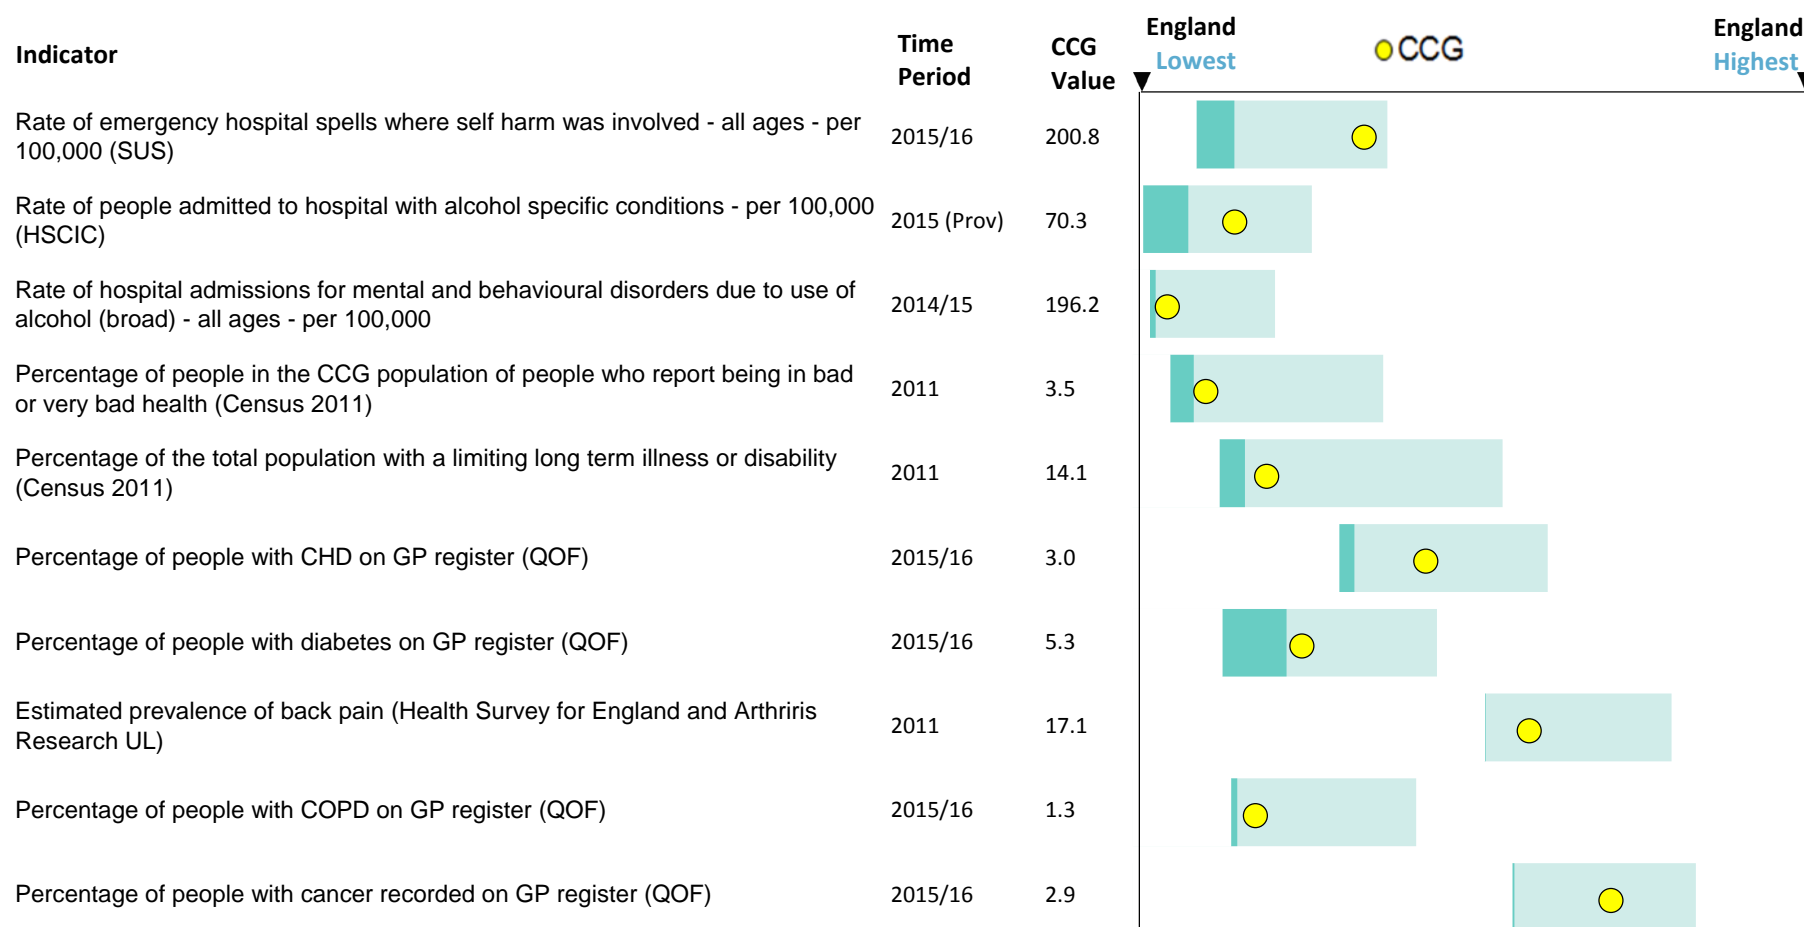 Indicator
Time
Period
CCG
Value
England
Lowest
CCG
England
Highest
Rate of emergency hospital spells where self harm was involved - all ages - per
100,000 (SUS)
2015/16
200.8
Rate of people admitted to hospital with alcohol specific conditions - per 100,000
(HSCIC)
2015 (Prov)
70.3
Rate of hospital admissions for mental and behavioural disorders due to use of
alcohol (broad) - all ages - per 100,000
2014/15
196.2
Percentage of people in the CCG population of people who report being in bad
or very bad health (Census 2011)
2011
3.5
Percentage of the total population with a limiting long term illness or disability
(Census 2011)
2011
14.1
Percentage of people with CHD on GP register (QOF)
2015/16
3.0
Percentage of people with diabetes on GP register (QOF)
2015/16
5.3
Estimated prevalence of back pain (Health Survey for England and Arthriris
Research UL)
2011
17.1
Percentage of people with COPD on GP register (QOF)
2015/16
1.3
Percentage of people with cancer recorded on GP register (QOF)
2015/16
2.9